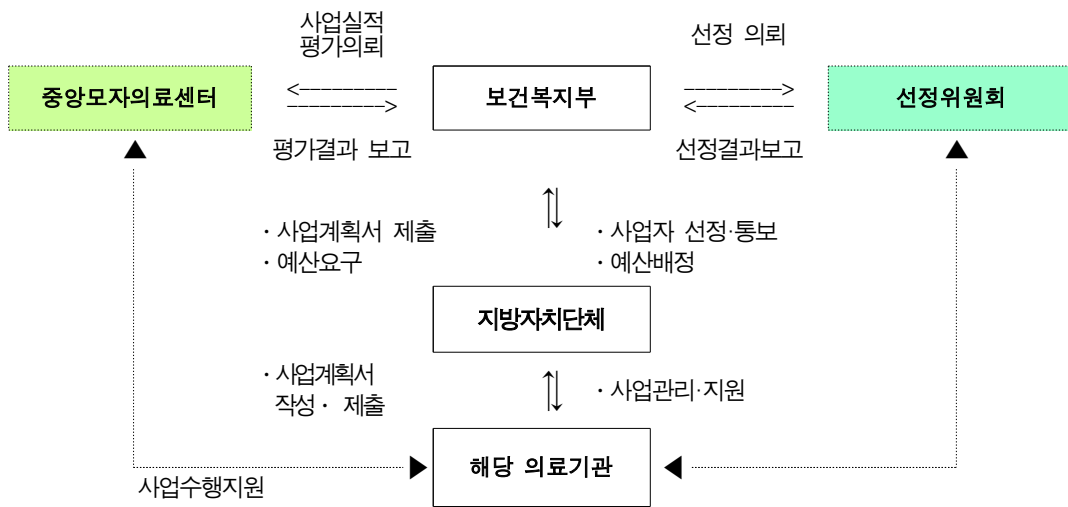 사업실적
평가의뢰
선정 의뢰
중앙모자의료센터
보건복지부
선정위원회
평가결과 보고
선정결과보고
· 사업계획서 제출
· 예산요구
· 사업자 선정·통보
· 예산배정
지방자치단체
· 사업계획서
작성· 제출
· 사업관리·지원
해당 의료기관
사업수행지원